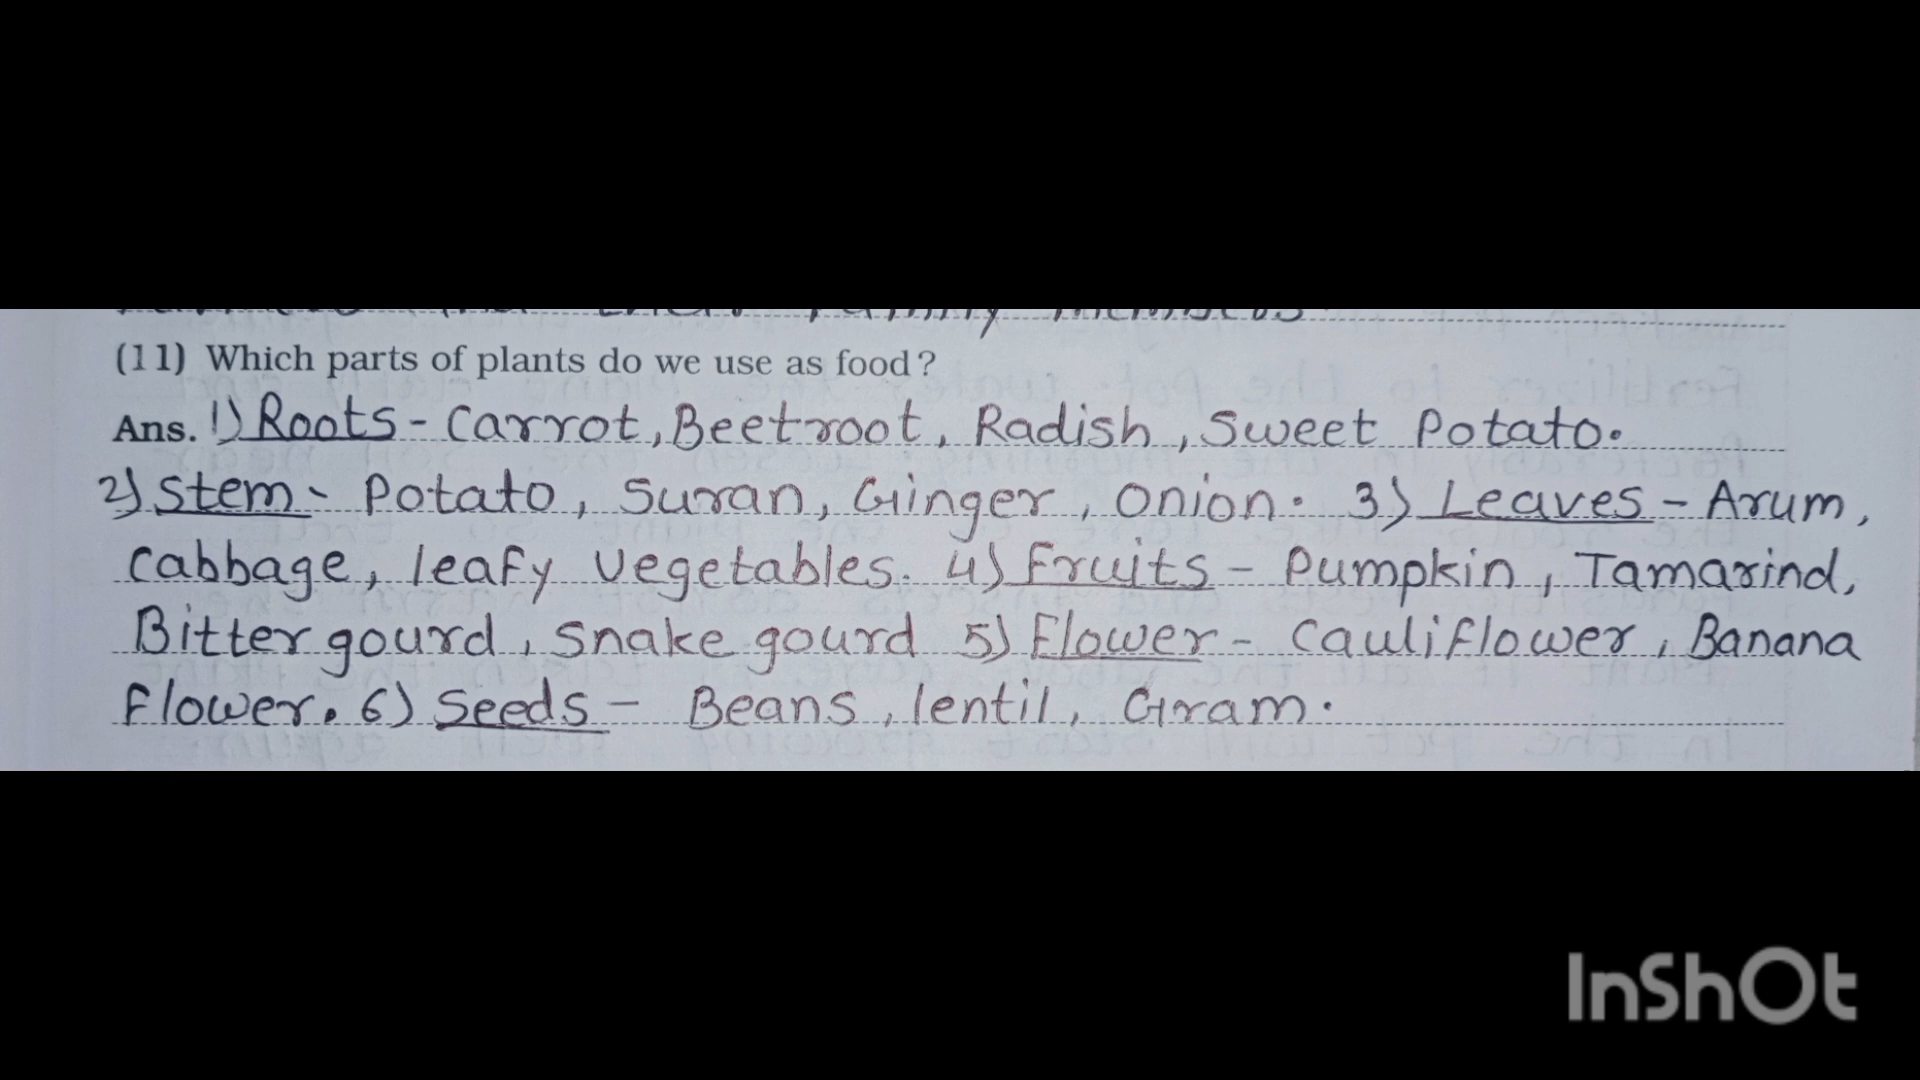 (11) Which parts of plants do we use as food?
Ans. 1) Roots - Carrot, Beetroot, Radish, Sweet Potato.
2) Stem - Potato, Suran, Ginger, Onion. 3) Leaves - Arum,
Cabbage, leafy vegetables. 4) Fruits - Pumpkin, Tamarind,
Bitter gourd, Snake gourd 5) Flower - Cauliflower, Banana
Flower. 6) Seeds - Beans, lentil, Gram.
InShOt